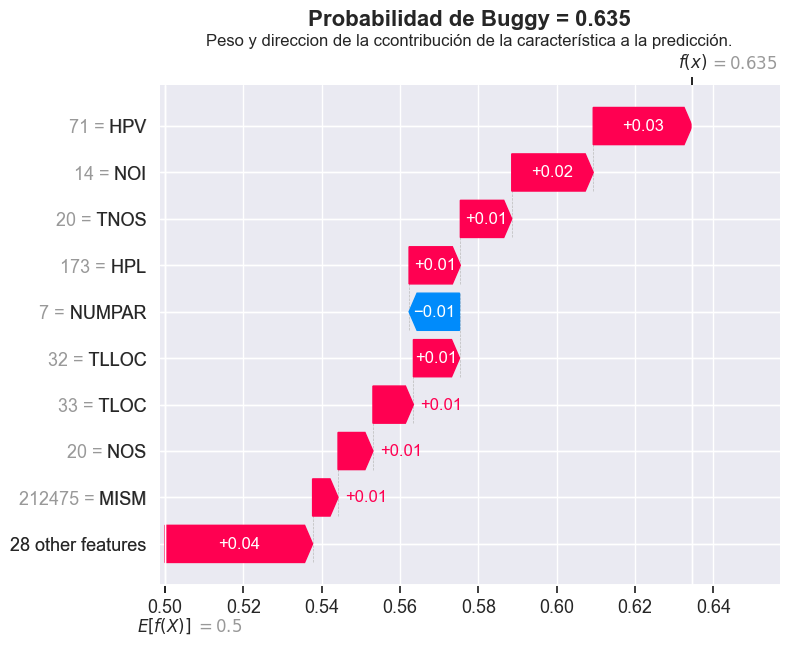 Probabilidad de Buggy = 0.635
Peso y direccion de la ccontribución de la característica a la predicción.
f(x) = 0.635
71 = HPV
+0.03
14 = NOI
+0.02
20 = TNOS
+0.01
173 = HPL
+0.01
7 = NUMPAR
−0.01
32 = TLLOC
+0.01
33 = TLOC
+0.01
20 = NOS
+0.01
212475 = MISM
+0.01
28 other features
+0.04
0.50 0.52 0.54 0.56 0.58 0.60 0.62 0.64
E[f(X)] = 0.5